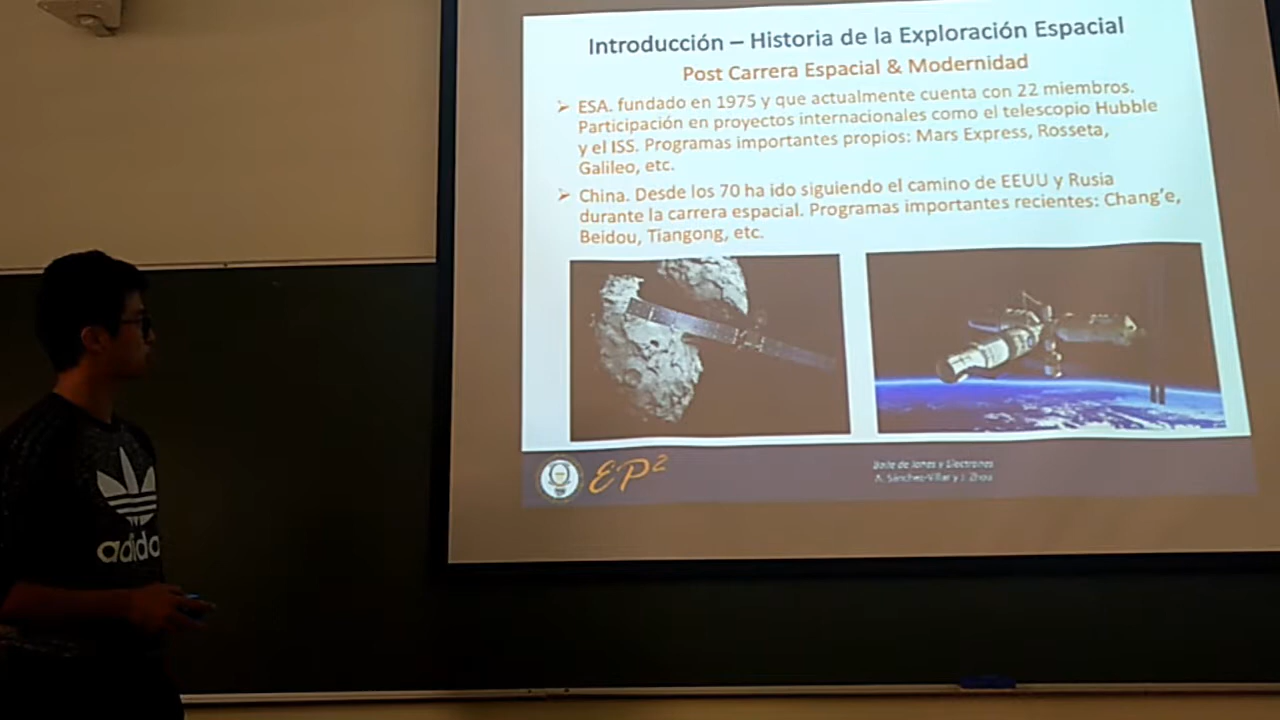 Introducción – Historia de la Exploración Espacial
Post Carrera Espacial & Modernidad
➢ ESA. fundado en 1975 y que actualmente cuenta con 22 miembros.
Participación en proyectos internacionales como el telescopio Hubble
y el ISS. Programas importantes propios: Mars Express, Rosseta,
Galileo, etc.
➢ China. Desde los 70 ha ido siguiendo el camino de EEUU y Rusia
durante la carrera espacial. Programas importantes recientes: Chang'e,
Beidou, Tiangong, etc.
EP²
Baile de Iones y Electrones
A. Sánchez-Villar y J. Zhou
adidas